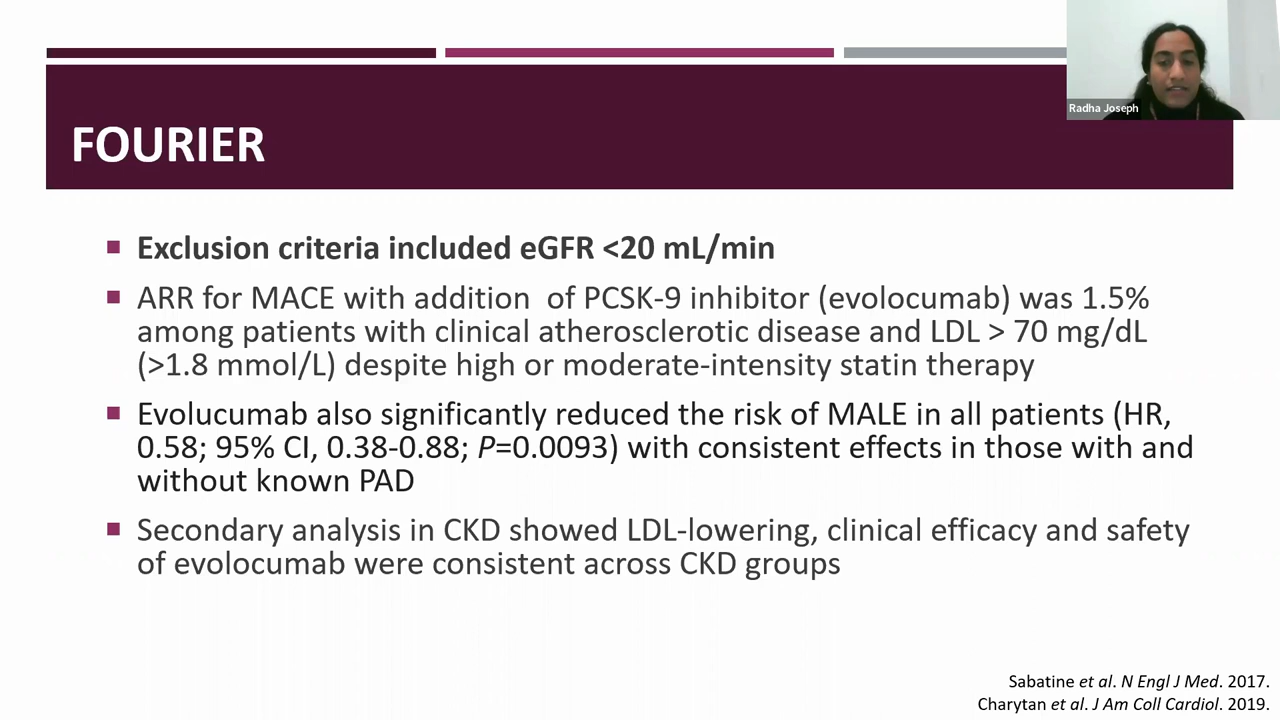 Radha Joseph
FOURIER
Exclusion criteria included eGFR <20 mL/min
ARR for MACE with addition  of PCSK-9 inhibitor (evolocumab) was 1.5%
among patients with clinical atherosclerotic disease and LDL > 70 mg/dL
(>1.8 mmol/L) despite high or moderate-intensity statin therapy
Evolucumab also significantly reduced the risk of MALE in all patients (HR,
0.58; 95% CI, 0.38-0.88; P=0.0093) with consistent effects in those with and
without known PAD
Secondary analysis in CKD showed LDL-lowering, clinical efficacy and safety
of evolocumab were consistent across CKD groups
Sabatine et al. N Engl J Med. 2017.
Charytan et al. J Am Coll Cardiol. 2019.